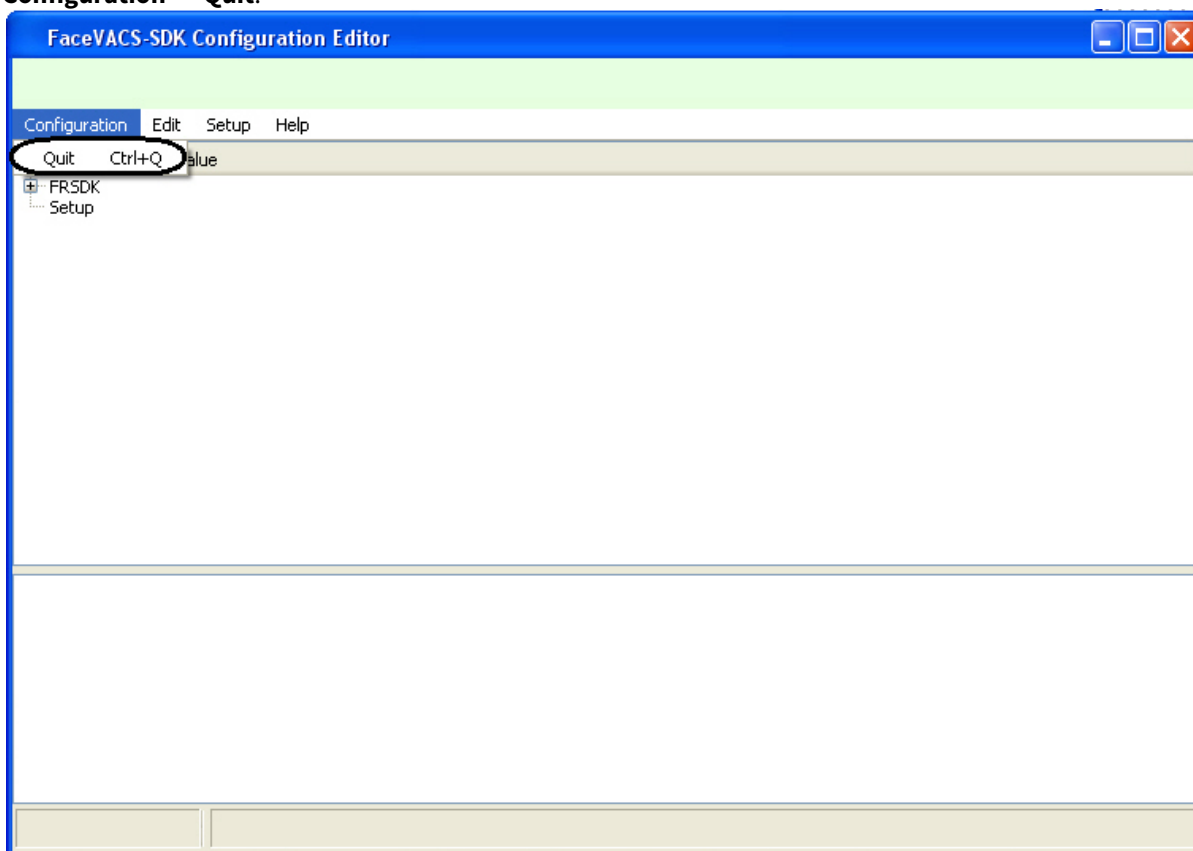 Configuration Quit.
FaceVACS-SDK Configuration Editor
Configuration Edit Setup Help
Quit Ctrl+Q alue
FRSDK
Setup